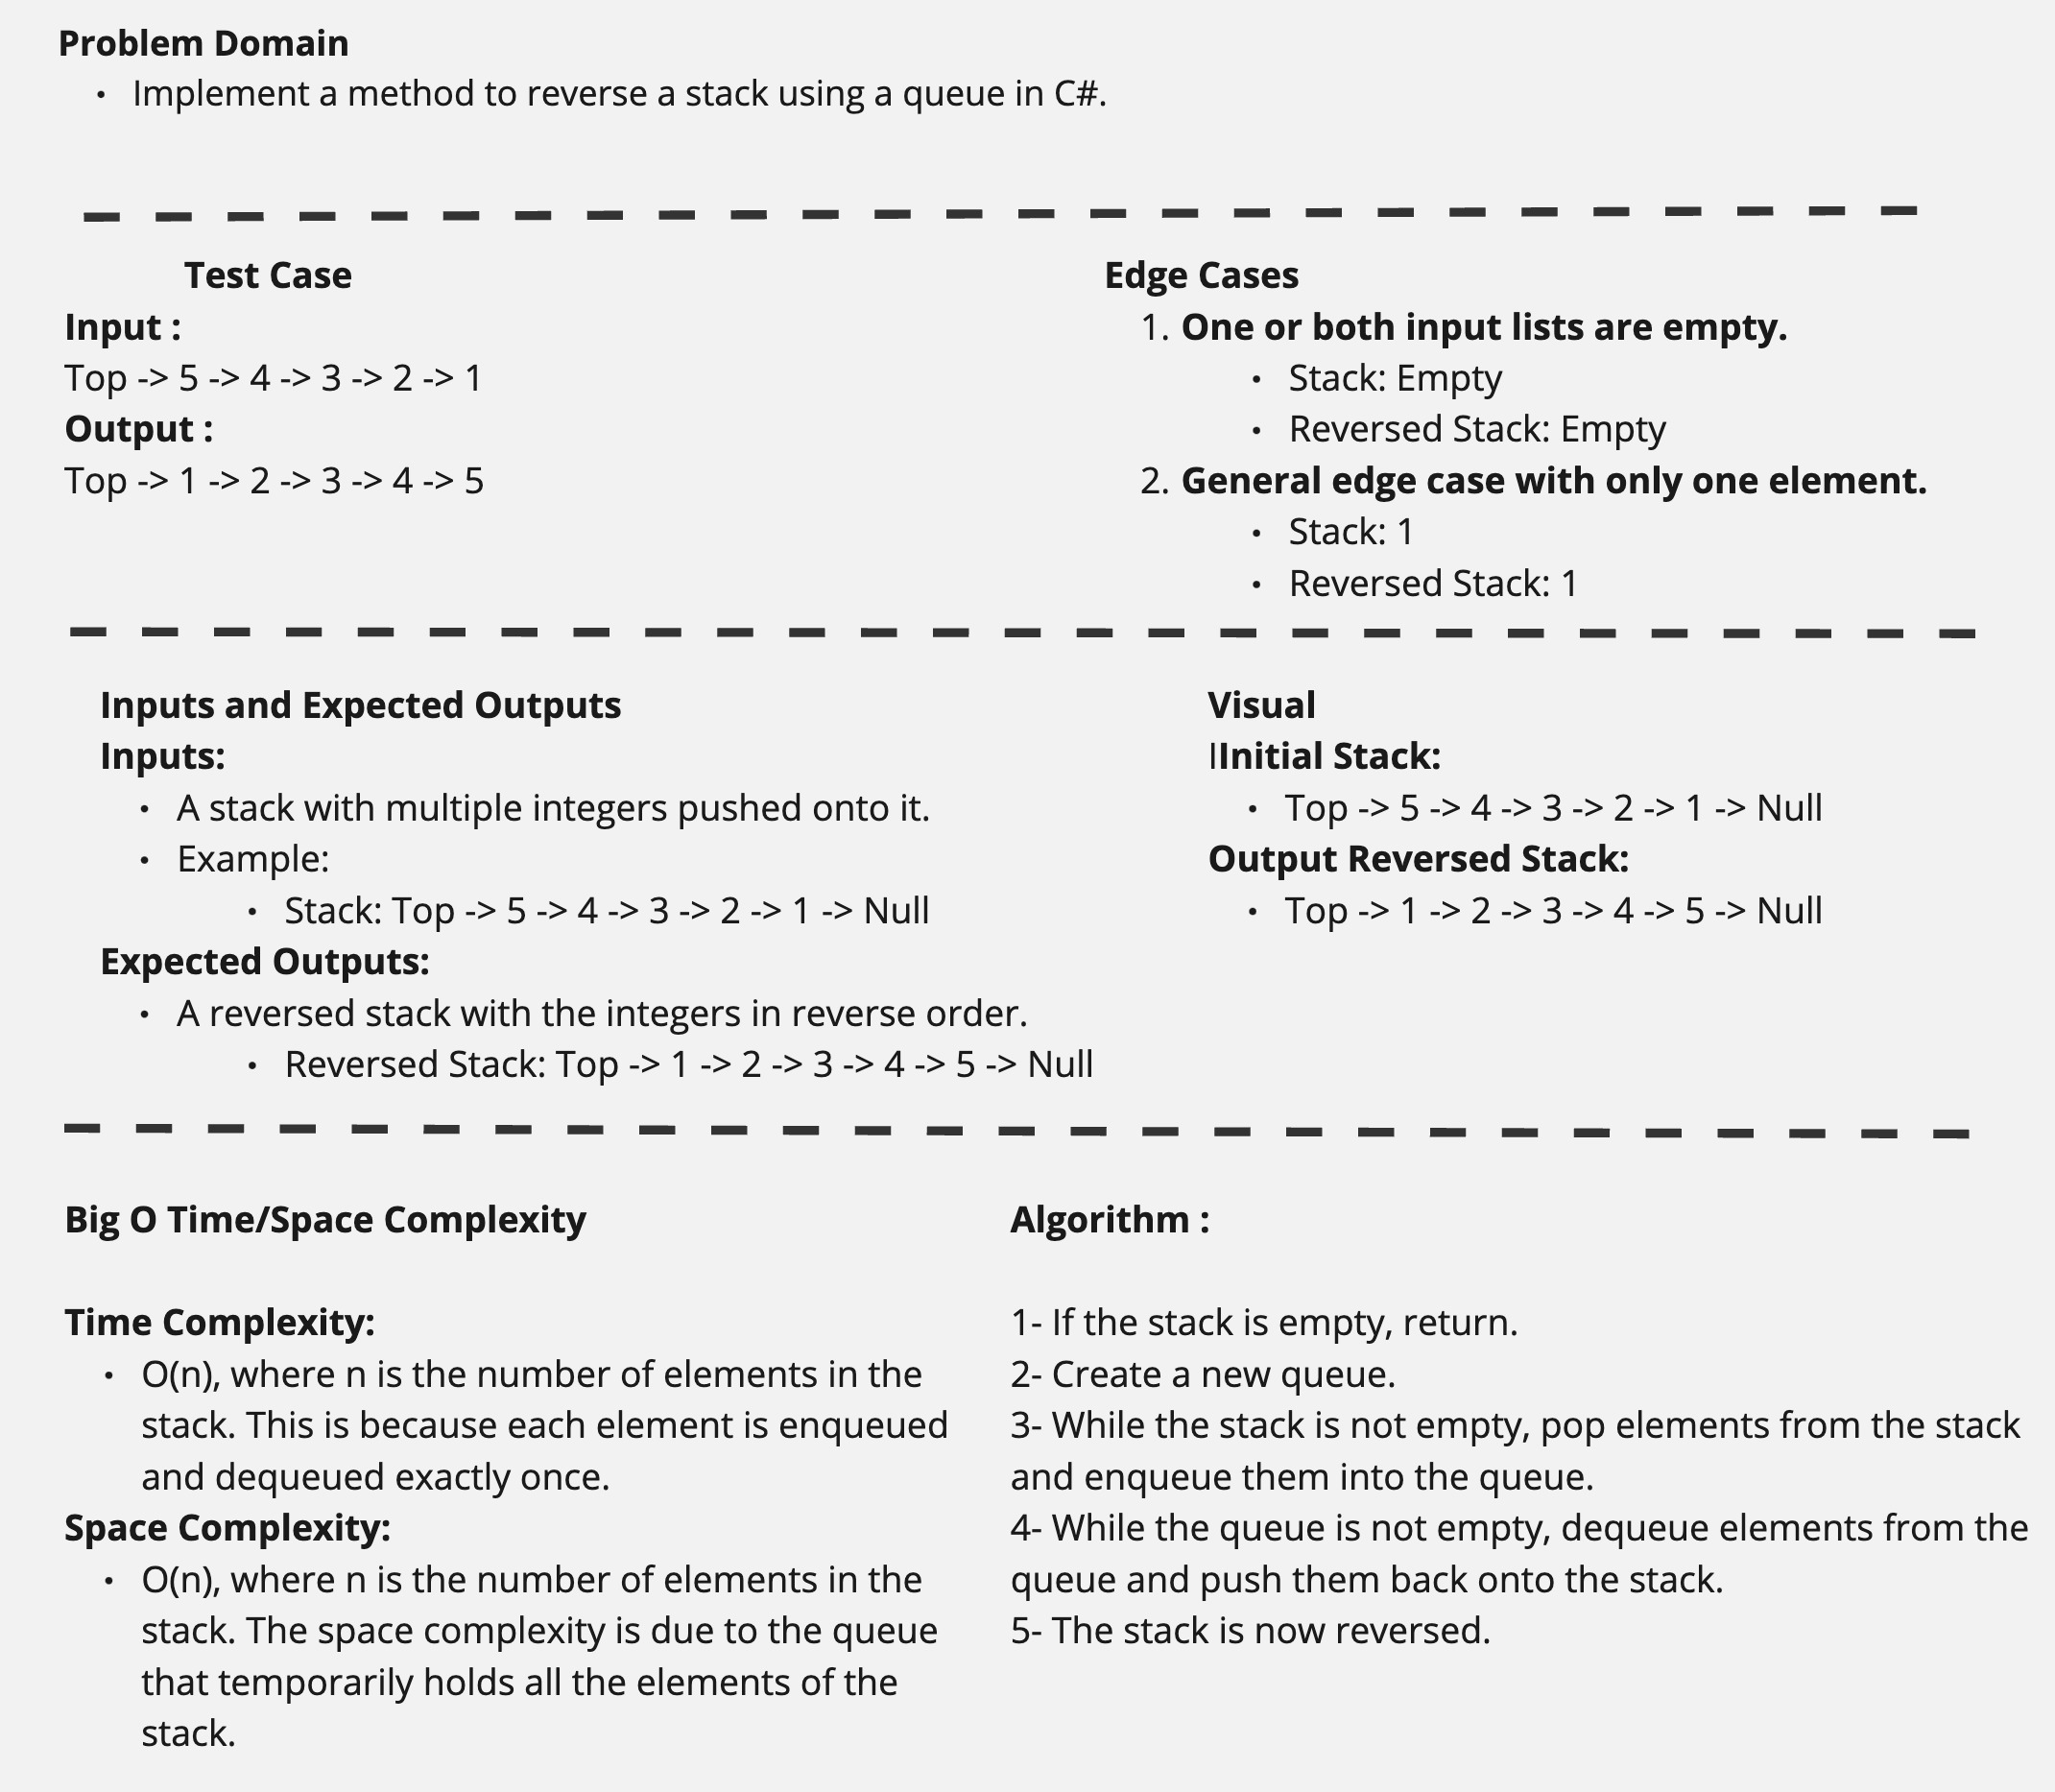 Problem Domain
• Implement a method to reverse a stack using a queue in C#.
Test Case
Input :
Top -> 5 -> 4 -> 3 -> 2 -> 1
Output :
Top -> 1 -> 2 -> 3 -> 4 -> 5
Edge Cases
1. One or both input lists are empty.
• Stack: Empty
• Reversed Stack: Empty
2. General edge case with only one element.
• Stack: 1
• Reversed Stack: 1
Inputs and Expected Outputs
Inputs:
• A stack with multiple integers pushed onto it.
• Example:
• Stack: Top -> 5 -> 4 -> 3 -> 2 -> 1 -> Null
Expected Outputs:
• A reversed stack with the integers in reverse order.
• Reversed Stack: Top -> 1 -> 2 -> 3 -> 4 -> 5 -> Null
Visual
IInitial Stack:
• Top -> 5 -> 4 -> 3 -> 2 -> 1 -> Null
Output Reversed Stack:
• Top -> 1 -> 2 -> 3 -> 4 -> 5 -> Null
Big O Time/Space Complexity
Time Complexity:
• O(n), where n is the number of elements in the
stack. This is because each element is enqueued
and dequeued exactly once.
Space Complexity:
• O(n), where n is the number of elements in the
stack. The space complexity is due to the queue
that temporarily holds all the elements of the
stack.
Algorithm :
1- If the stack is empty, return.
2- Create a new queue.
3- While the stack is not empty, pop elements from the stack
and enqueue them into the queue.
4- While the queue is not empty, dequeue elements from the
queue and push them back onto the stack.
5- The stack is now reversed.